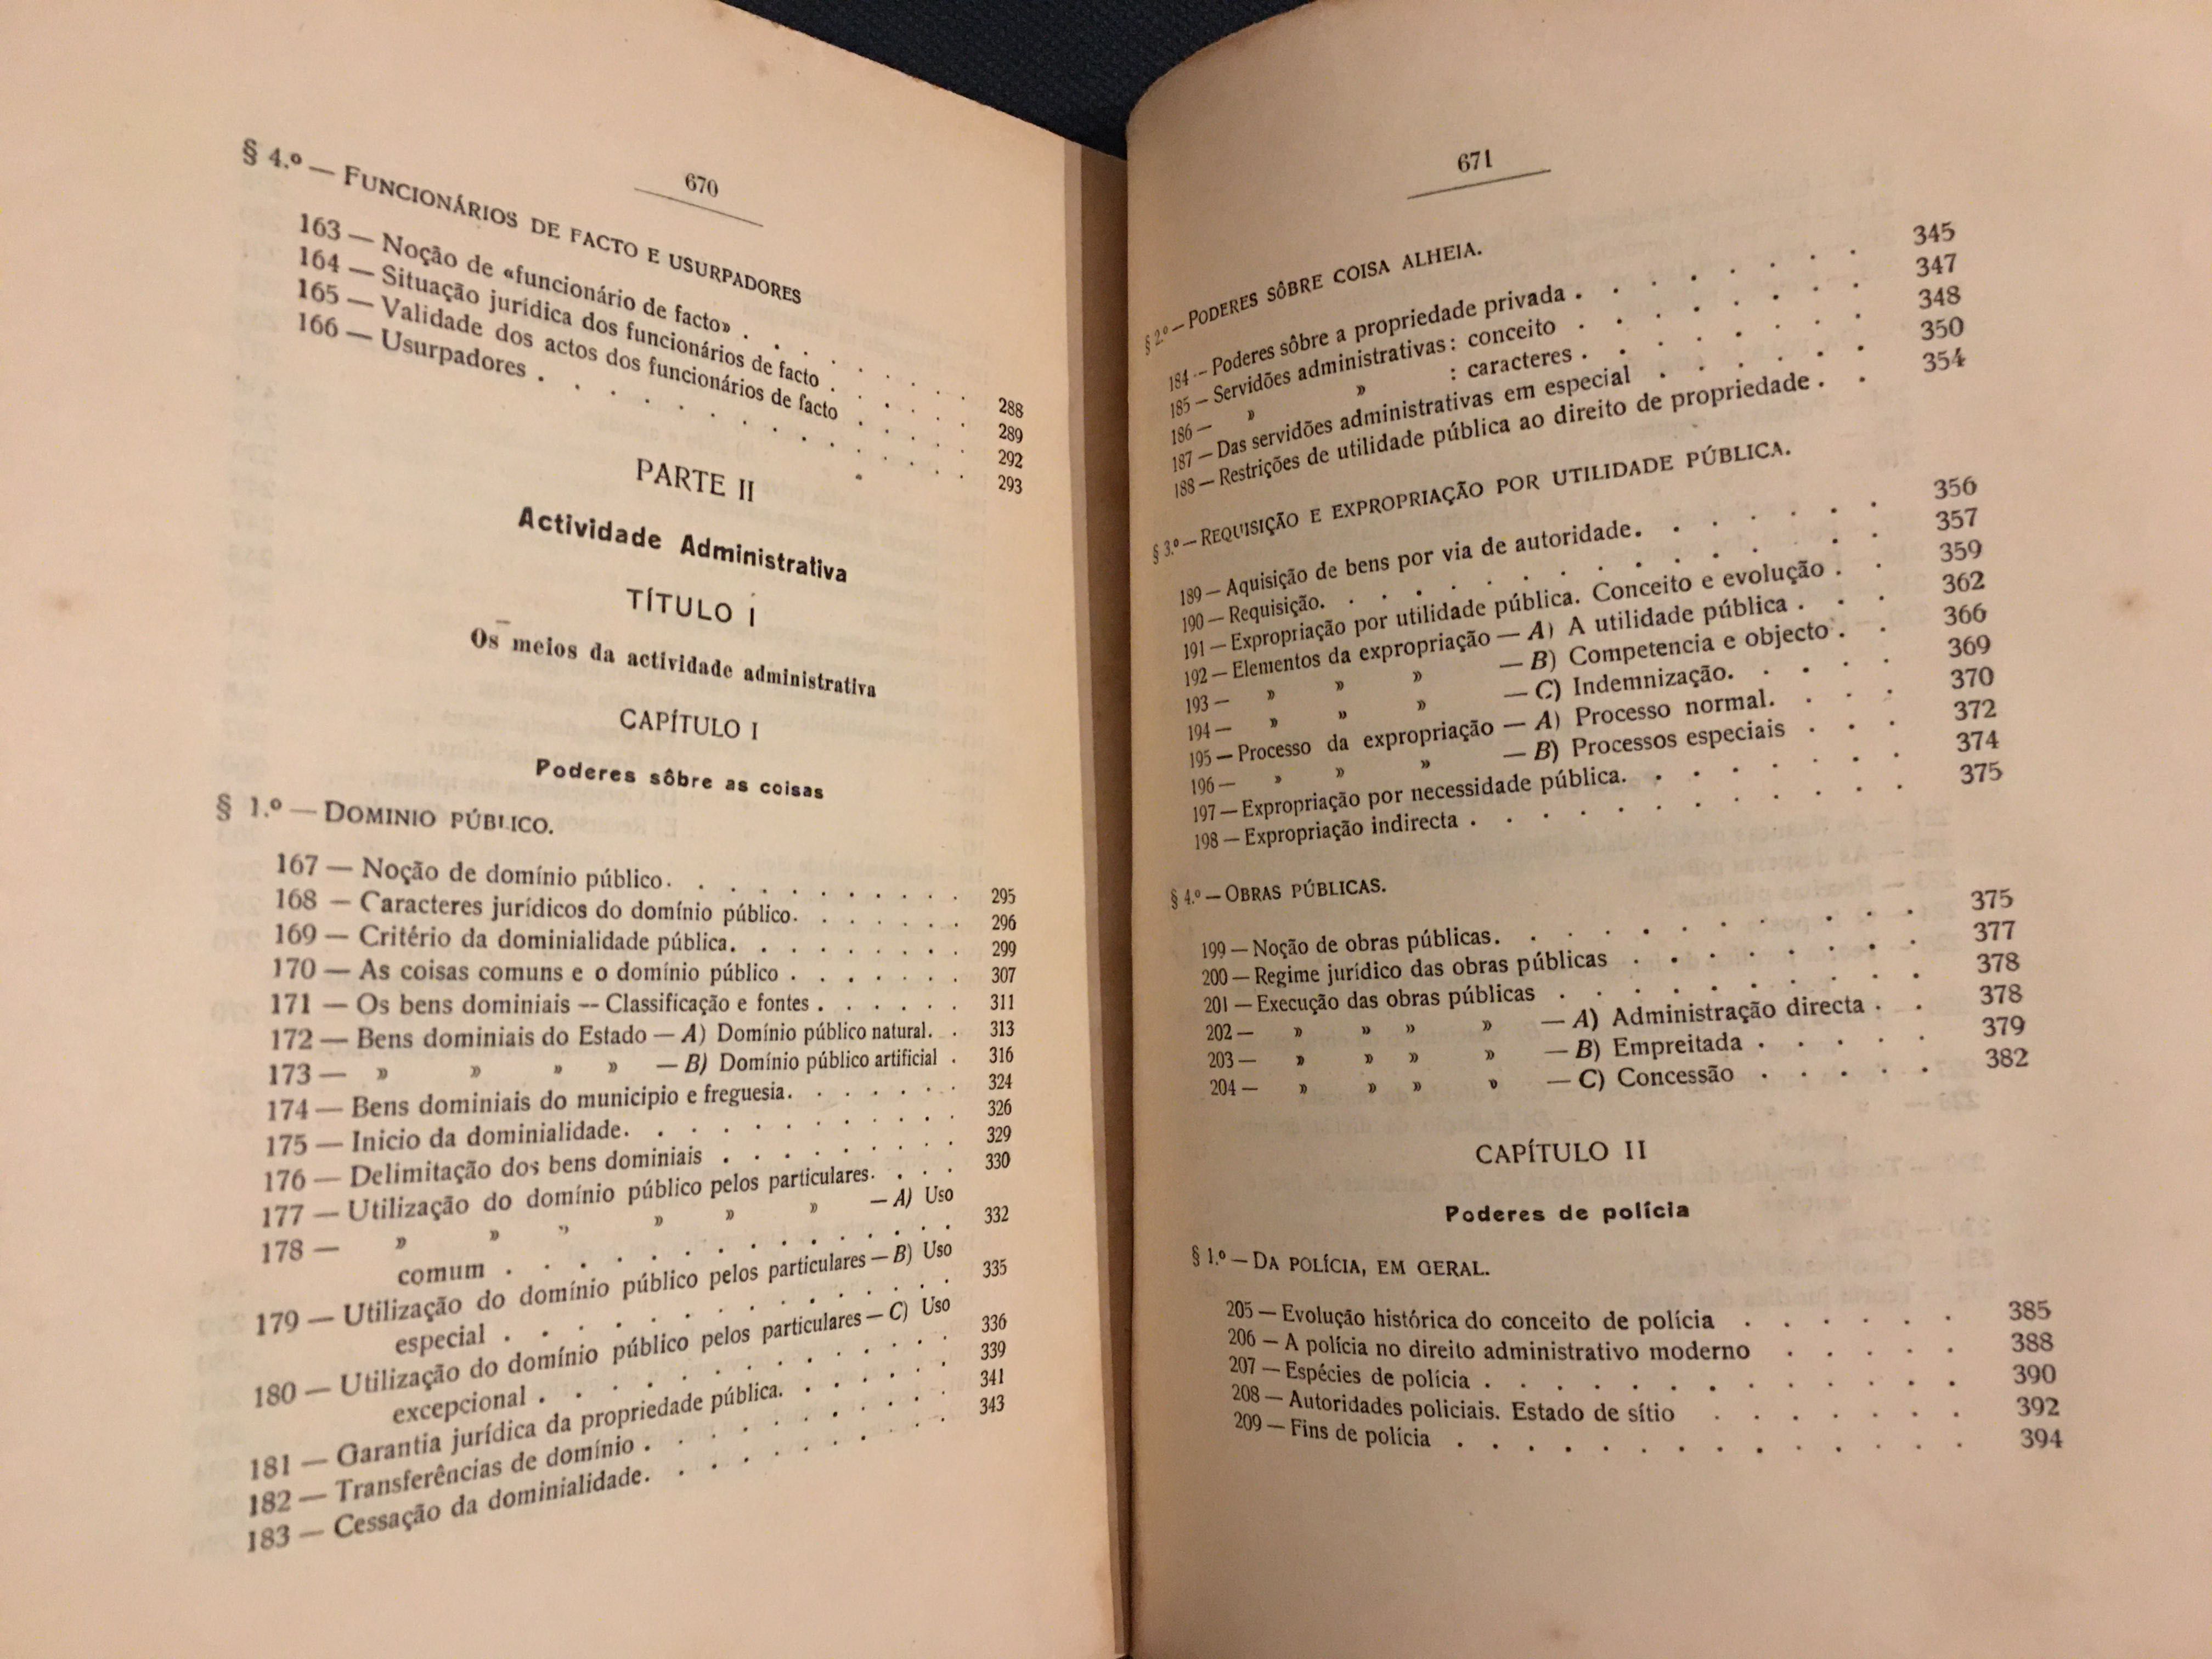 670
§ 4.º — FUNCIONÁRIOS DE FACTO E USURPADORES
163 — Noção de «funcionário de facto» . . . . . . . 288
164 — Situação jurídica dos funcionários de facto . . . . . 289
165 — Validade dos actos dos funcionários de facto . . . . 292
166 — Usurpadores . . . . . . . . . . . . . 293
PARTE II
Actividade Administrativa
TÍTULO I
Os meios da actividade administrativa
CAPÍTULO I
Poderes sôbre as coisas
§ 1.º — DOMINIO PÚBLICO.
167 — Noção de domínio público. . . . . . . . . 295
168 — Caracteres jurídicos do domínio público. . . . . . 296
169 — Critério da dominialidade pública. . . . . . . . 299
170 — As coisas comuns e o domínio público . . . . . . 307
171 — Os bens dominiais -- Classificação e fontes . . . . . 311
172 — Bens dominiais do Estado — A) Domínio público natural. . 313
173 — » » » » — B) Domínio público artificial . 316
174 — Bens dominiais do municipio e freguesia. . . . . . 324
175 — Inicio da dominialidade. . . . . . . . . . . 326
176 — Delimitação dos bens dominiais . . . . . . . . 329
177 — Utilização do domínio público pelos particulares. . . . 330
178 — » » » » » » — A) Uso
comum . . . . . . . . . . . . . 332
179 — Utilização do domínio público pelos particulares — B) Uso
especial . . . . . . . . . . . . . 335
180 — Utilização do domínio público pelos particulares — C) Uso
excepcional . . . . . . . . . . . . 336
181 — Garantia jurídica da propriedade pública. . . . . . 339
182 — Transferências de domínio . . . . . . . . . 341
183 — Cessação da dominialidade. . . . . . . . . 343
671
§ 2.º — PODERES SÔBRE COISA ALHEIA.
184 -- Poderes sôbre a propriedade privada . . . . . . . . 345
185 — Servidões administrativas : conceito . . . . . . . . 347
186 — » » : caracteres . . . . . . . . 348
187 — Das servidões administrativas em especial . . . . . . 350
188 — Restrições de utilidade pública ao direito de propriedade . . 354
§ 3.º — REQUISIÇÃO E EXPROPRIAÇÃO POR UTILIDADE PÚBLICA.
189 — Aquisição de bens por via de autoridade. . . . . . . 356
190 — Requisição. . . . . . . . . . . . . . 357
191 — Expropriação por utilidade pública. Conceito e evolução . . 359
192 — Elementos da expropriação — A) A utilidade pública . . . 362
193 — » » » — B) Competencia e objecto . . 366
194 — » » » — C) Indemnização. . . . . 369
195 — Processo da expropriação — A) Processo normal. . . . 370
196 — » » » — B) Processos especiais . . . 372
197 — Expropriação por necessidade pública. . . . . . . . 374
198 — Expropriação indirecta . . . . . . . . . . . . 375
§ 4.º — OBRAS PÚBLICAS.
199 — Noção de obras públicas. . . . . . . . . . . 375
200 — Regime jurídico das obras públicas . . . . . . . . 377
201 — Execução das obras públicas . . . . . . . . . . 378
202 — » » » » — A) Administração directa . . 378
203 — » » » » — B) Empreitada . . . . . 379
204 — » » » » — C) Concessão . . . . . 382
CAPÍTULO II
Poderes de polícia
§ 1.º — DA POLÍCIA, EM GERAL.
205 — Evolução histórica do conceito de polícia . . . . . . 385
206 — A polícia no direito administrativo moderno . . . . . 388
207 — Espécies de polícia . . . . . . . . . . . . . 390
208 — Autoridades policiais. Estado de sítio . . . . . . . 392
209 — Fins de polícia . . . . . . . . . . . . . . 394